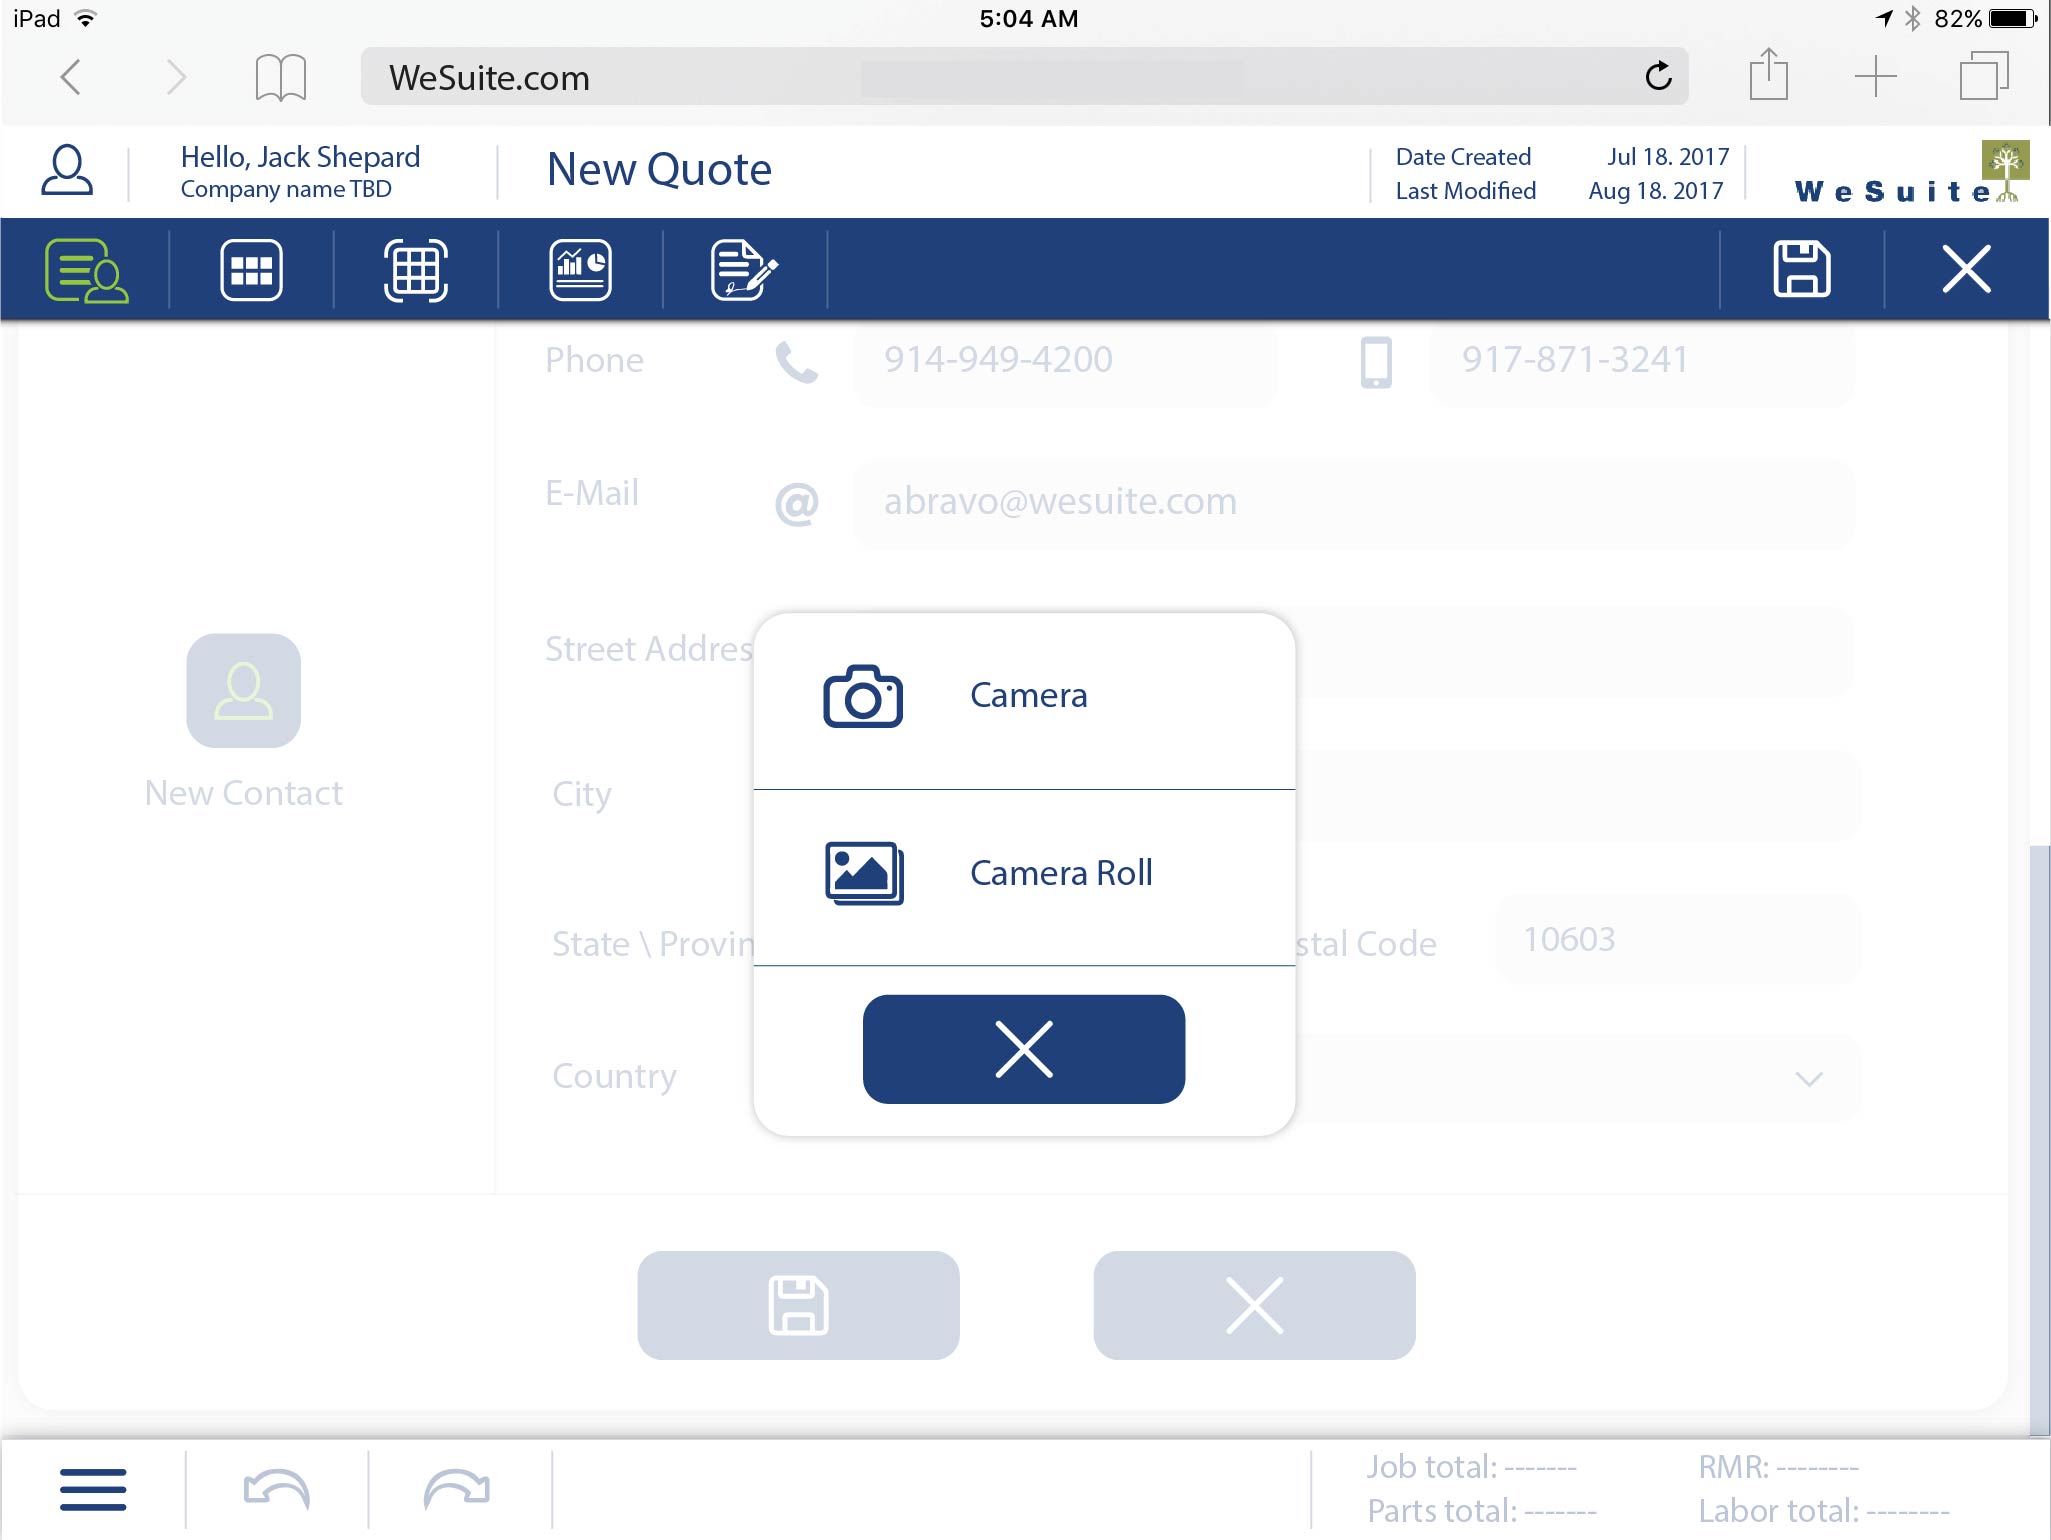 iPad
5:04 AM
82%
WeSuite.com
Hello, Jack Shepard
Company name TBD
New Quote
Date Created Jul 18. 2017
Last Modified Aug 18. 2017
WeSuite
Phone 914-949-4200 917-871-3241
E-Mail @ abravo@wesuite.com
Street Addres
Camera
New Contact
City
Camera Roll
State \ Provin stal Code 10603
Country
Job total: ------- RMR: --------
Parts total: ------- Labor total: --------